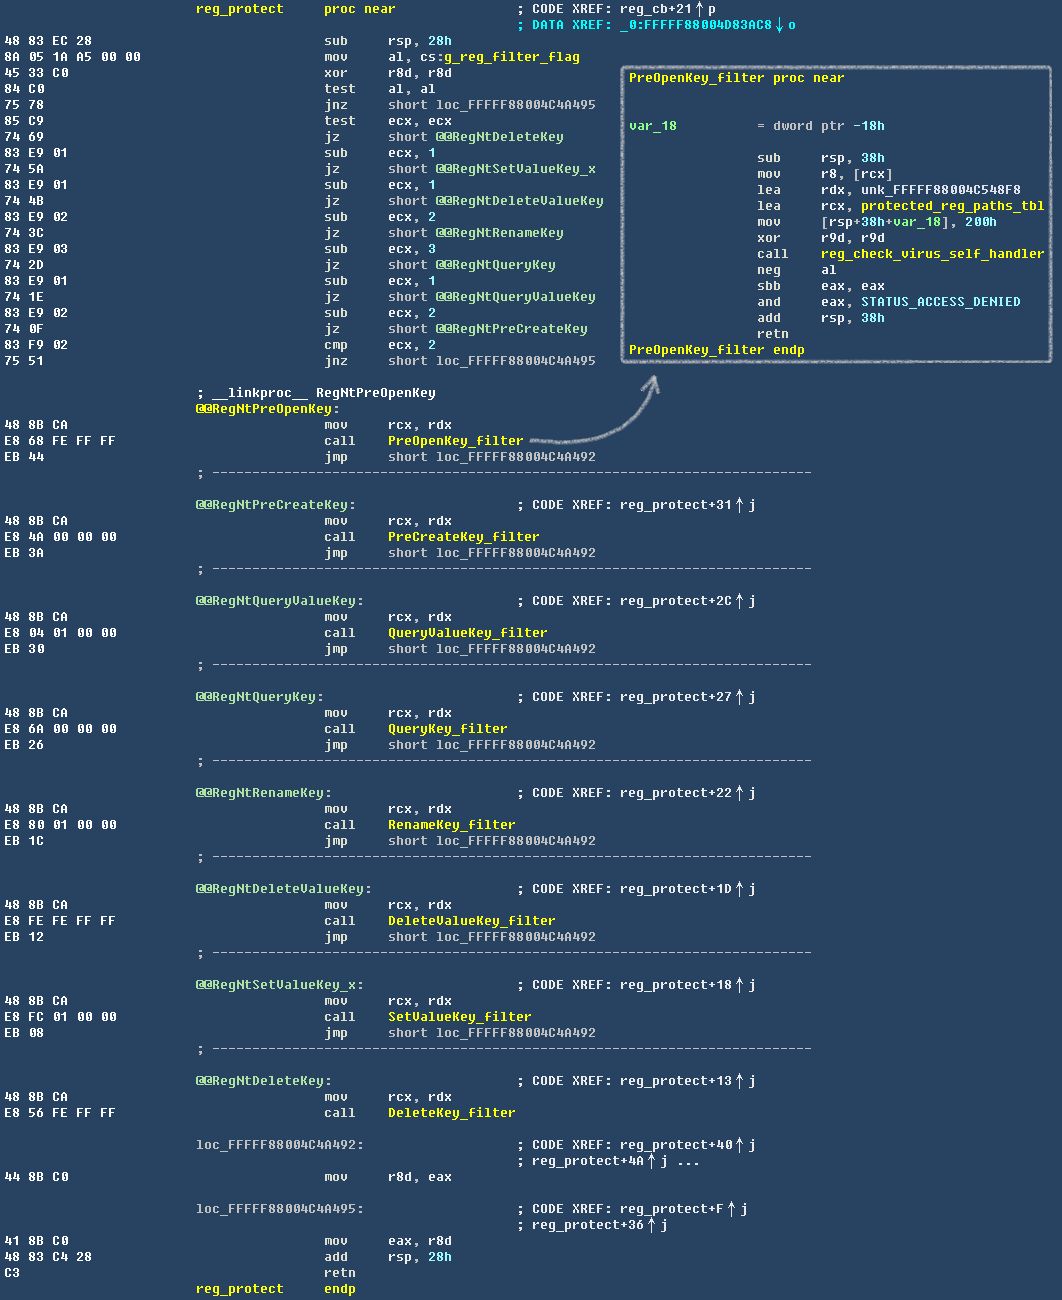 reg_protect proc near ; CODE XREF: reg_cb+21↑p
; DATA XREF: _0:FFFFF88004D83AC8↓o
48 83 EC 28 sub rsp, 28h
8A 05 1A A5 00 00 mov al, cs:g_reg_filter_flag
45 33 C0 xor r8d, r8d
84 C0 test al, al
75 78 jnz short loc_FFFFF88004C4A495
85 C9 test ecx, ecx
74 69 jz short @@RegNtDeleteKey
83 E9 01 sub ecx, 1
74 5A jz short @@RegNtSetValueKey_x
83 E9 01 sub ecx, 1
74 4B jz short @@RegNtDeleteValueKey
83 E9 02 sub ecx, 2
74 3C jz short @@RegNtRenameKey
83 E9 03 sub ecx, 3
74 2D jz short @@RegNtQueryKey
83 E9 01 sub ecx, 1
74 1E jz short @@RegNtQueryValueKey
83 E9 02 sub ecx, 2
74 0F jz short @@RegNtPreCreateKey
83 F9 02 cmp ecx, 2
75 51 jnz short loc_FFFFF88004C4A495
PreOpenKey_filter proc near
var_18 = dword ptr -18h
sub rsp, 38h
mov r8, [rcx]
lea rdx, unk_FFFFF88004C548F8
lea rcx, protected_reg_paths_tbl
mov [rsp+38h+var_18], 200h
xor r9d, r9d
call reg_check_virus_self_handler
neg al
sbb eax, eax
and eax, STATUS_ACCESS_DENIED
add rsp, 38h
retn
PreOpenKey_filter endp
; __linkproc__ RegNtPreOpenKey
@@RegNtPreOpenKey:
48 8B CA mov rcx, rdx
E8 68 FE FF FF call PreOpenKey_filter
EB 44 jmp short loc_FFFFF88004C4A492
; ---------------------------------------------------------------------------
@@RegNtPreCreateKey: ; CODE XREF: reg_protect+31↑j
48 8B CA mov rcx, rdx
E8 4A 00 00 00 call PreCreateKey_filter
EB 3A jmp short loc_FFFFF88004C4A492
; ---------------------------------------------------------------------------
@@RegNtQueryValueKey: ; CODE XREF: reg_protect+2C↑j
48 8B CA mov rcx, rdx
E8 04 01 00 00 call QueryValueKey_filter
EB 30 jmp short loc_FFFFF88004C4A492
; ---------------------------------------------------------------------------
@@RegNtQueryKey: ; CODE XREF: reg_protect+27↑j
48 8B CA mov rcx, rdx
E8 6A 00 00 00 call QueryKey_filter
EB 26 jmp short loc_FFFFF88004C4A492
; ---------------------------------------------------------------------------
@@RegNtRenameKey: ; CODE XREF: reg_protect+22↑j
48 8B CA mov rcx, rdx
E8 80 01 00 00 call RenameKey_filter
EB 1C jmp short loc_FFFFF88004C4A492
; ---------------------------------------------------------------------------
@@RegNtDeleteValueKey: ; CODE XREF: reg_protect+1D↑j
48 8B CA mov rcx, rdx
E8 FE FE FF FF call DeleteValueKey_filter
EB 12 jmp short loc_FFFFF88004C4A492
; ---------------------------------------------------------------------------
@@RegNtSetValueKey_x: ; CODE XREF: reg_protect+18↑j
48 8B CA mov rcx, rdx
E8 FC 01 00 00 call SetValueKey_filter
EB 08 jmp short loc_FFFFF88004C4A492
; ---------------------------------------------------------------------------
@@RegNtDeleteKey: ; CODE XREF: reg_protect+13↑j
48 8B CA mov rcx, rdx
E8 56 FE FF FF call DeleteKey_filter
loc_FFFFF88004C4A492: ; CODE XREF: reg_protect+40↑j
; reg_protect+4A↑j ...
44 8B C0 mov r8d, eax
loc_FFFFF88004C4A495: ; CODE XREF: reg_protect+F↑j
; reg_protect+36↑j
41 8B C0 mov eax, r8d
48 83 C4 28 add rsp, 28h
C3 retn
reg_protect endp